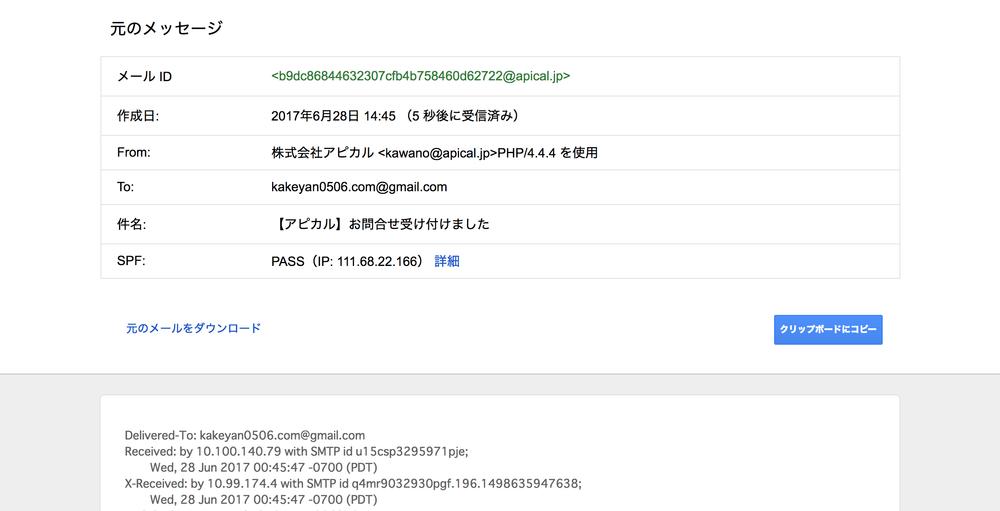 元のメッセージ
メール ID <b9dc86844632307cfb4b758460d62722@apical.jp>
作成日: 2017年6月28日 14:45 （5 秒後に受信済み）
From: 株式会社アピカル <kawano@apical.jp>PHP/4.4.4 を使用
To: kakeyan0506.com@gmail.com
件名: 【アピカル】お問合せ受け付けました
SPF: PASS（IP: 111.68.22.166） 詳細
元のメールをダウンロード クリップボードにコピー
Delivered-To: kakeyan0506.com@gmail.com
Received: by 10.100.140.79 with SMTP id u15csp3295971pje;
Wed, 28 Jun 2017 00:45:47 -0700 (PDT)
X-Received: by 10.99.174.4 with SMTP id q4mr9032930pgf.196.1498635947638;
Wed, 28 Jun 2017 00:45:47 -0700 (PDT)